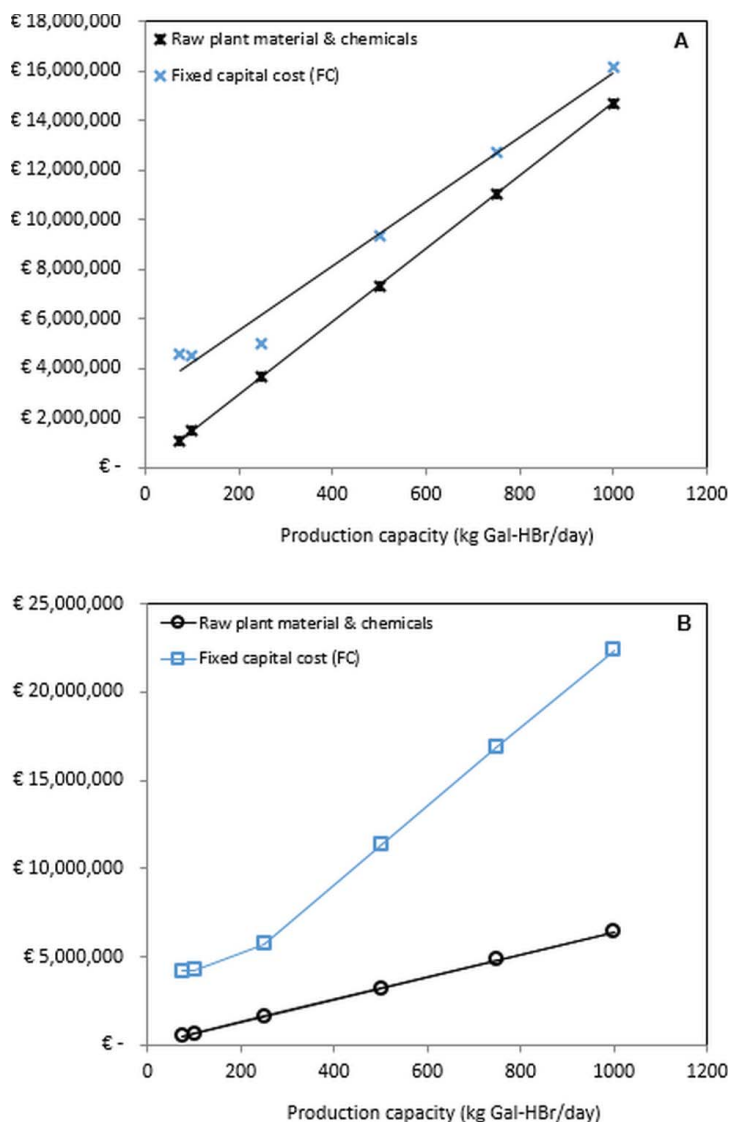 € 18,000,000
Raw plant material & chemicals
A
€ 16,000,000
Fixed capital cost (FC)
€ 14,000,000
€ 12,000,000
€ 10,000,000
€ 8,000,000
€ 6,000,000
€ 4,000,000
€ 2,000,000
€ -
0 200 400 600 800 1000 1200
Production capacity (kg Gal-HBr/day)
€ 25,000,000
Raw plant material & chemicals
B
Fixed capital cost (FC)
€ 20,000,000
€ 15,000,000
€ 10,000,000
€ 5,000,000
€ -
0 200 400 600 800 1000 1200
Production capacity (kg Gal-HBr/day)